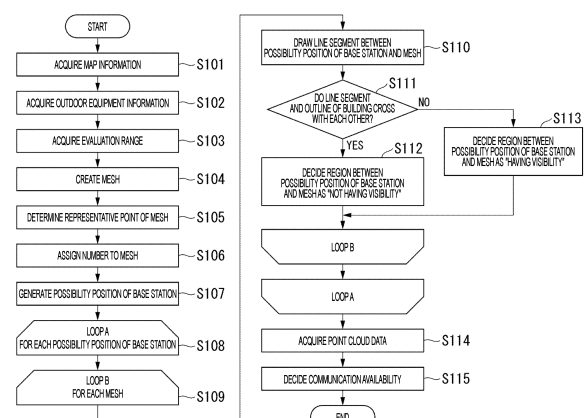 START
ACQUIRE MAP INFORMATION
S101
ACQUIRE OUTDOOR EQUIPMENT INFORMATION
S102
ACQUIRE EVALUATION RANGE
S103
CREATE MESH
S104
DETERMINE REPRESENTATIVE POINT OF MESH
S105
ASSIGN NUMBER TO MESH
S106
GENERATE POSSIBILITY POSITION OF BASE STATION
S107
LOOP A
FOR EACH POSSIBILITY POSITION OF BASE STATION
S108
LOOP B
FOR EACH MESH
S109
DRAW LINE SEGMENT BETWEEN
POSSIBILITY POSITION OF BASE STATION AND MESH
S110
DO LINE SEGMENT
AND OUTLINE OF BUILDING CROSS
WITH EACH OTHER?
S111
NO
YES
S112
DECIDE REGION BETWEEN
POSSIBILITY POSITION OF BASE STATION
AND MESH AS "NOT HAVING VISIBILITY"
S113
DECIDE REGION BETWEEN
POSSIBILITY POSITION OF BASE STATION
AND MESH AS "HAVING VISIBILITY"
LOOP B
LOOP A
ACQUIRE POINT CLOUD DATA
S114
DECIDE COMMUNICATION AVAILABILITY
S115
END